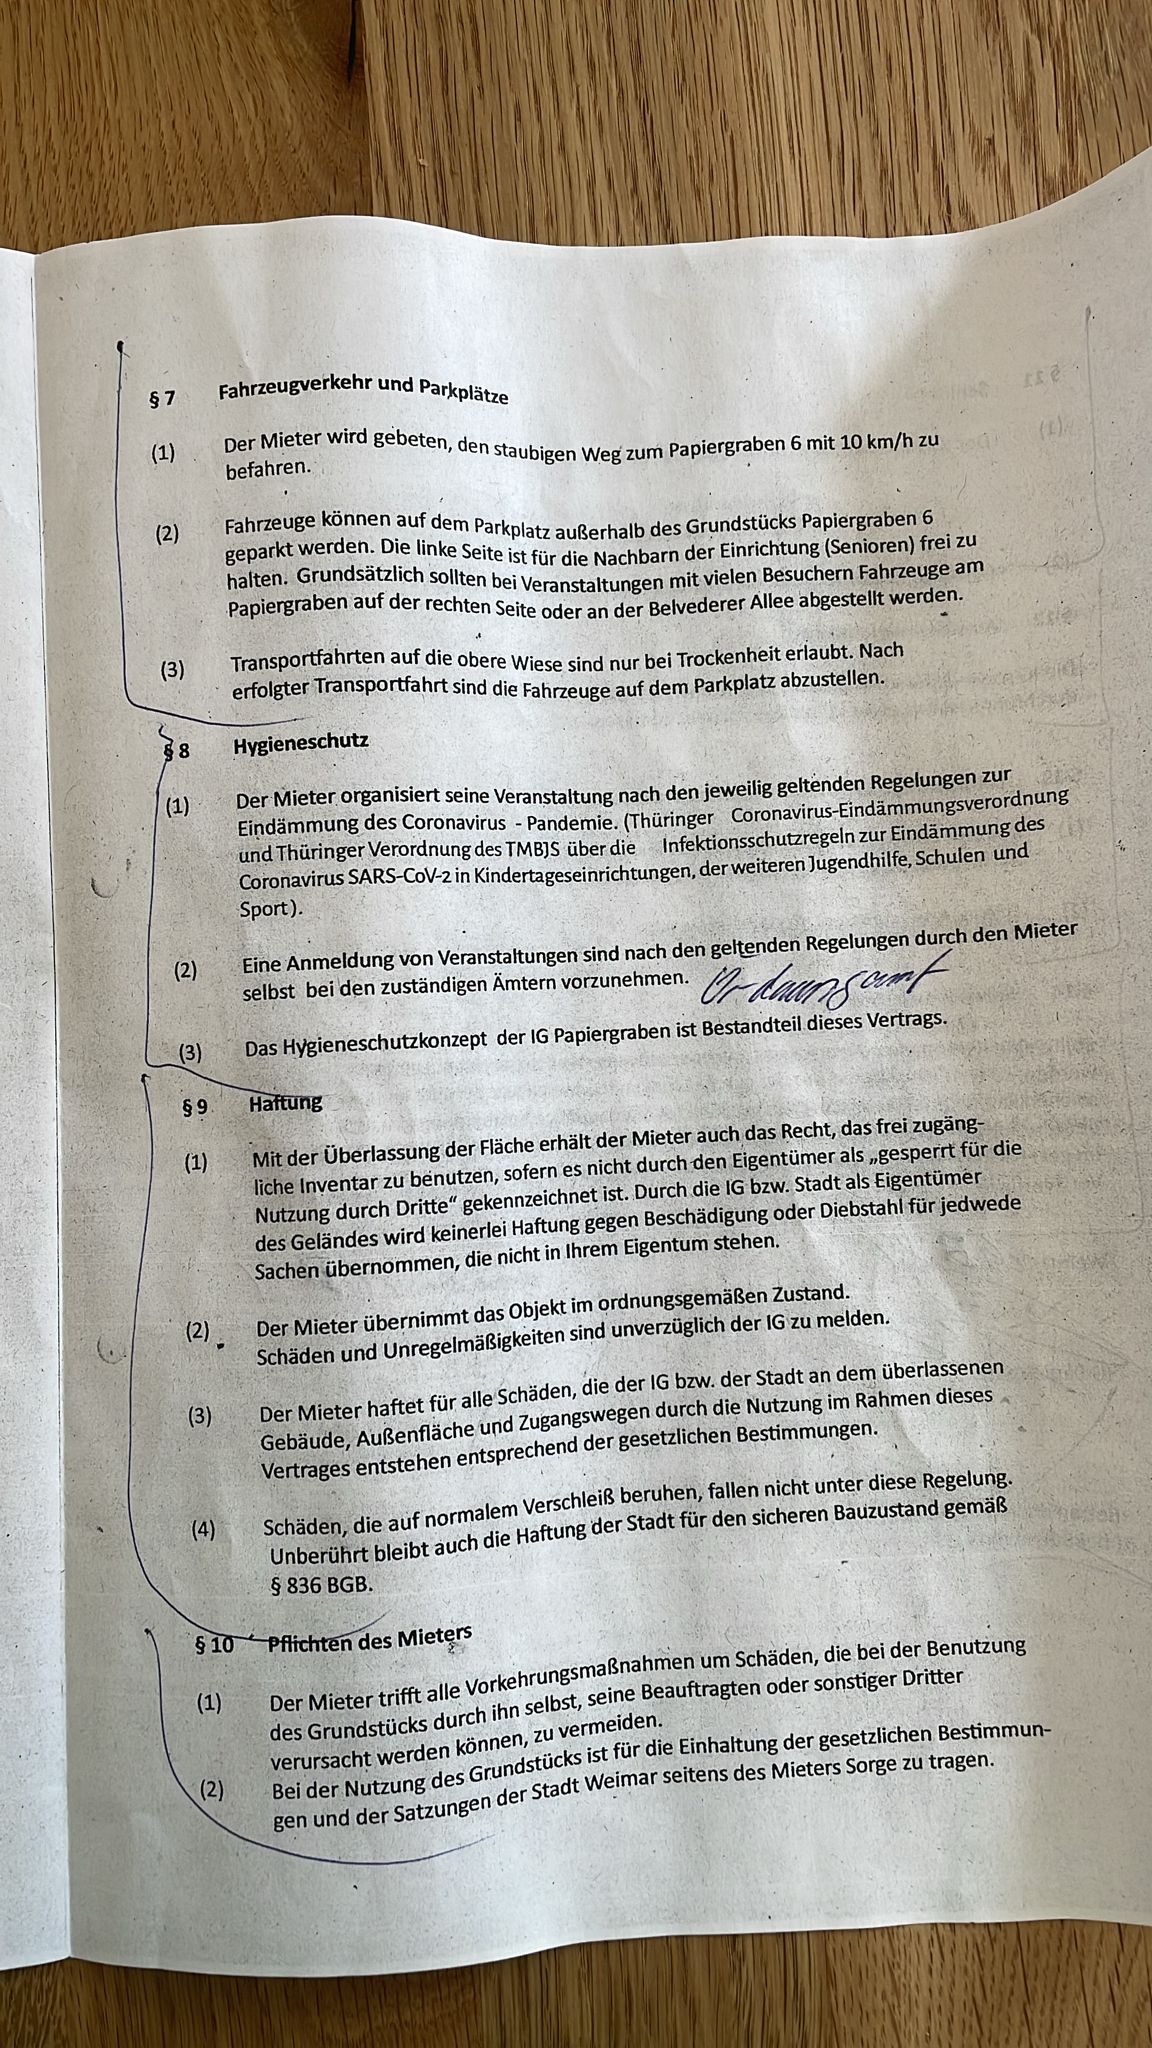 § 7 Fahrzeugverkehr und Parkplätze
(1) Der Mieter wird gebeten, den staubigen Weg zum Papiergraben 6 mit 10 km/h zu
befahren.
(2) Fahrzeuge können auf dem Parkplatz außerhalb des Grundstücks Papiergraben 6
geparkt werden. Die linke Seite ist für die Nachbarn der Einrichtung (Senioren) frei zu
halten. Grundsätzlich sollten bei Veranstaltungen mit vielen Besuchern Fahrzeuge am
Papiergraben auf der rechten Seite oder an der Belvederer Allee abgestellt werden.
(3) Transportfahrten auf die obere Wiese sind nur bei Trockenheit erlaubt. Nach
erfolgter Transportfahrt sind die Fahrzeuge auf dem Parkplatz abzustellen.
§ 8 Hygieneschutz
(1) Der Mieter organisiert seine Veranstaltung nach den jeweilig geltenden Regelungen zur
Eindämmung des Coronavirus - Pandemie. (Thüringer Coronavirus-Eindämmungsverordnung
und Thüringer Verordnung des TMBJS über die Infektionsschutzregeln zur Eindämmung des
Coronavirus SARS-CoV-2 in Kindertageseinrichtungen, der weiteren Jugendhilfe, Schulen und
Sport).
(2) Eine Anmeldung von Veranstaltungen sind nach den geltenden Regelungen durch den Mieter
selbst bei den zuständigen Ämtern vorzunehmen. Ordnungsamt
(3) Das Hygieneschutzkonzept der IG Papiergraben ist Bestandteil dieses Vertrags.
§ 9 Haftung
(1) Mit der Überlassung der Fläche erhält der Mieter auch das Recht, das frei zugäng-
liche Inventar zu benutzen, sofern es nicht durch den Eigentümer als „gesperrt für die
Nutzung durch Dritte“ gekennzeichnet ist. Durch die IG bzw. Stadt als Eigentümer
des Geländes wird keinerlei Haftung gegen Beschädigung oder Diebstahl für jedwede
Sachen übernommen, die nicht in Ihrem Eigentum stehen.
(2) Der Mieter übernimmt das Objekt im ordnungsgemäßen Zustand.
Schäden und Unregelmäßigkeiten sind unverzüglich der IG zu melden.
(3) Der Mieter haftet für alle Schäden, die der IG bzw. der Stadt an dem überlassenen
Gebäude, Außenfläche und Zugangswegen durch die Nutzung im Rahmen dieses
Vertrages entstehen entsprechend der gesetzlichen Bestimmungen.
(4) Schäden, die auf normalem Verschleiß beruhen, fallen nicht unter diese Regelung.
Unberührt bleibt auch die Haftung der Stadt für den sicheren Bauzustand gemäß
§ 836 BGB.
§ 10 Pflichten des Mieters
(1) Der Mieter trifft alle Vorkehrungsmaßnahmen um Schäden, die bei der Benutzung
des Grundstücks durch ihn selbst, seine Beauftragten oder sonstiger Dritter
verursacht werden können, zu vermeiden.
(2) Bei der Nutzung des Grundstücks ist für die Einhaltung der gesetzlichen Bestimmun-
gen und der Satzungen der Stadt Weimar seitens des Mieters Sorge zu tragen.